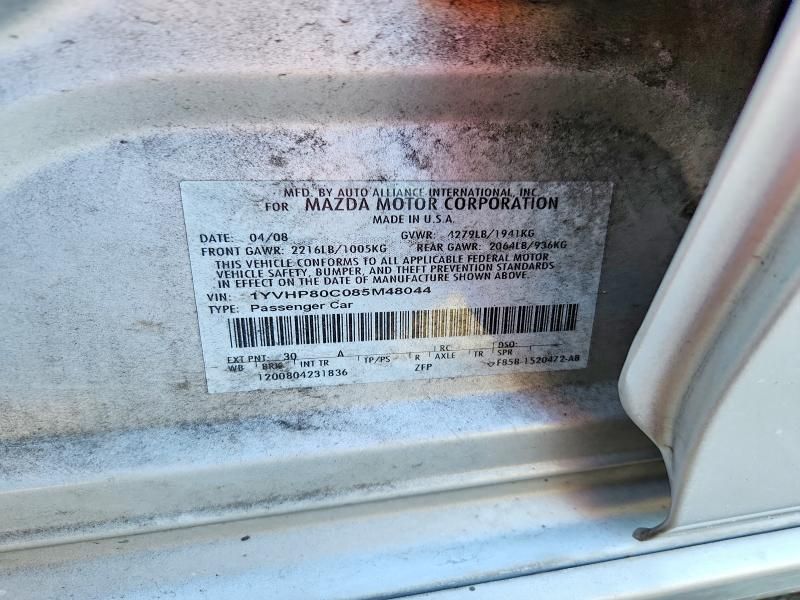 MFD. BY AUTO ALLIANCE INTERNATIONAL, INC
FOR MAZDA MOTOR CORPORATION
MADE IN U.S.A.
DATE: 04/08 GVWR: 4279LB/1941KG
FRONT GAWR: 2216LB/1005KG REAR GAWR: 2064LB/936KG
THIS VEHICLE CONFORMS TO ALL APPLICABLE FEDERAL MOTOR
VEHICLE SAFETY, BUMPER, AND THEFT PREVENTION STANDARDS
IN EFFECT ON THE DATE OF MANUFACTURE SHOWN ABOVE.
VIN: 1YVHP80C085M48044
TYPE: Passenger Car
EXT PNT: 30 A RC: DSO:
WB BRK INT TR TP/PS R AXLE TR SPR
1200804231836 ZFP F85B-1520472-AB